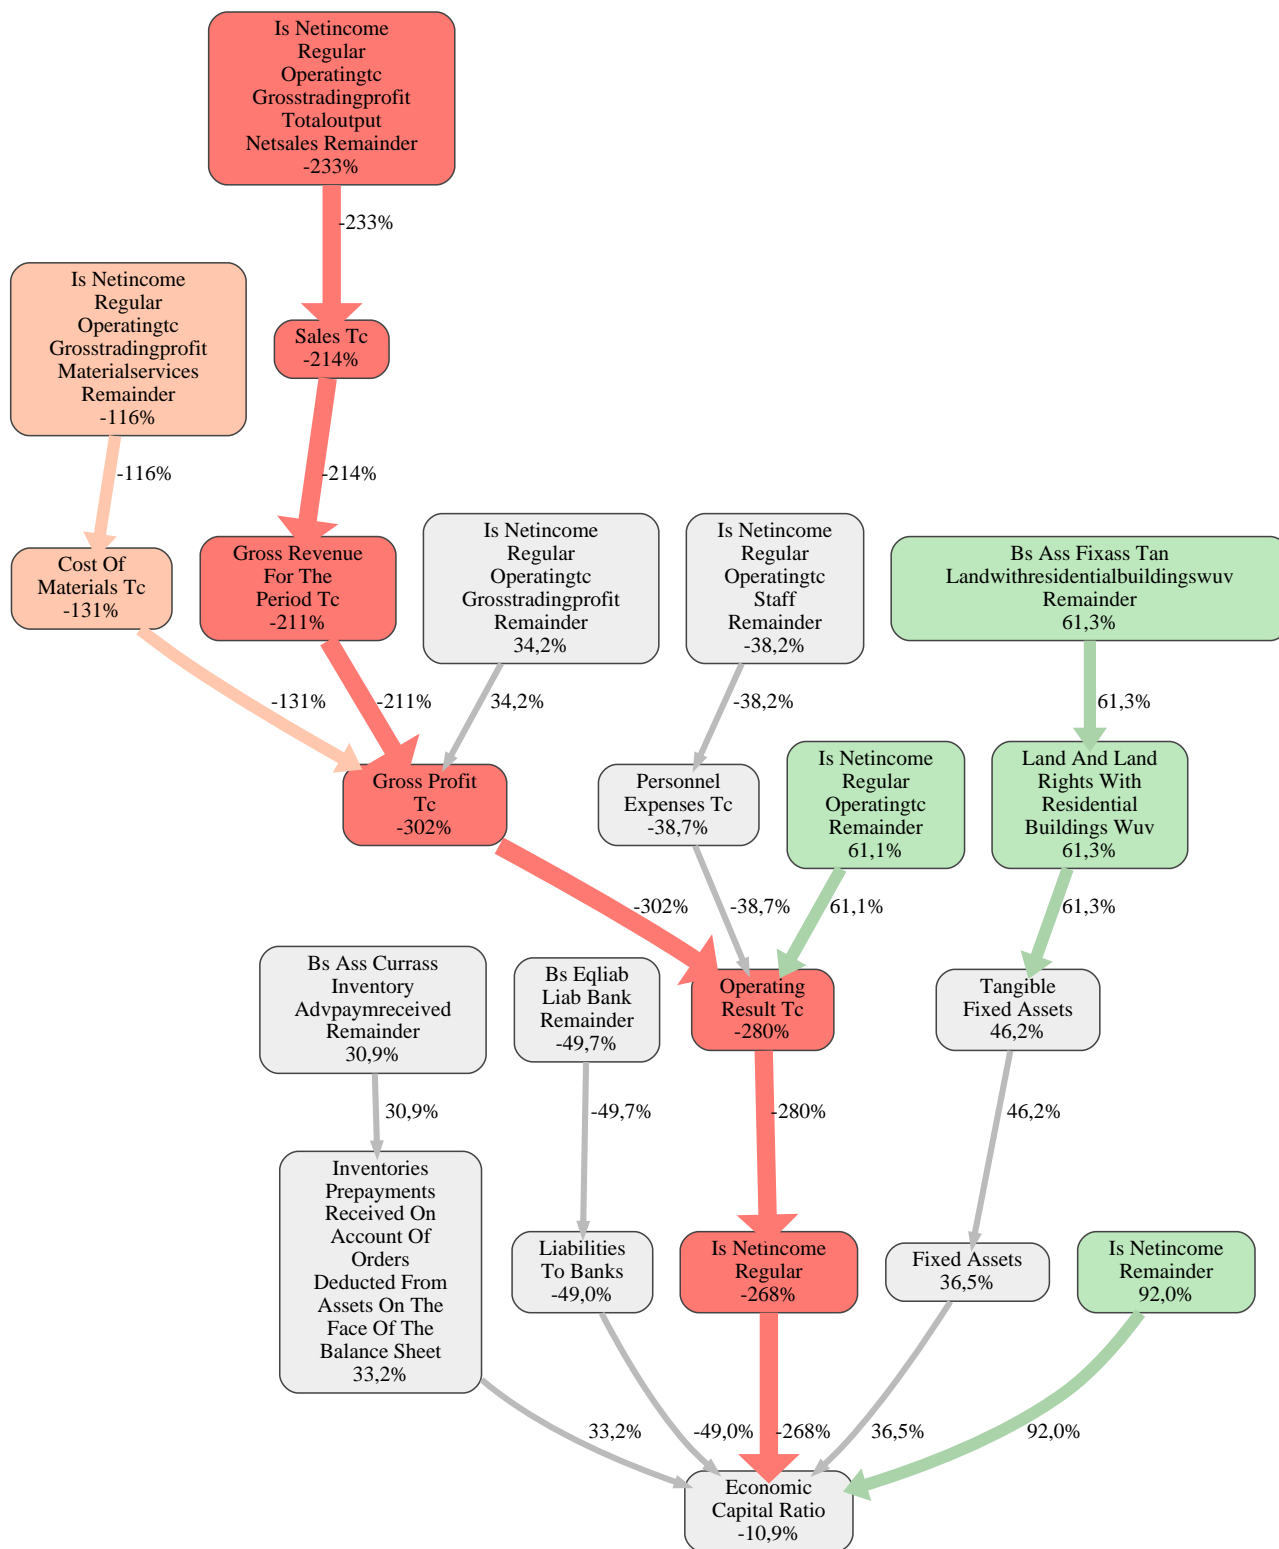 Is Netincome
Regular
Operatingtc
Grosstradingprofit
Totaloutput
Netsales Remainder
-233%
-233%
Is Netincome
Regular
Operatingtc
Grosstradingprofit
Materialservices
Remainder
-116%
Sales Tc
-214%
-116%
-214%
Cost Of
Materials Tc
-131%
Gross Revenue
For The
Period Tc
-211%
Is Netincome
Regular
Operatingtc
Grosstradingprofit
Remainder
34,2%
Is Netincome
Regular
Operatingtc
Staff
Remainder
-38,2%
Bs Ass Fixass Tan
Landwithresidentialbuildingswuv
Remainder
61,3%
-131%
-211%
34,2%
-38,2%
61,3%
Gross Profit
Tc
-302%
Personnel
Expenses Tc
-38,7%
Is Netincome
Regular
Operatingtc
Remainder
61,1%
Land And Land
Rights With
Residential
Buildings Wuv
61,3%
-302%
-38,7%
61,1%
61,3%
Bs Ass Currass
Inventory
Advpaymreceived
Remainder
30,9%
Bs Eqliab
Liab Bank
Remainder
-49,7%
Operating
Result Tc
-280%
Tangible
Fixed Assets
46,2%
30,9%
-49,7%
-280%
46,2%
Inventories
Prepayments
Received On
Account Of
Orders
Deducted From
Assets On The
Face Of The
Balance Sheet
33,2%
Liabilities
To Banks
-49,0%
Is Netincome
Regular
-268%
Fixed Assets
36,5%
Is Netincome
Remainder
92,0%
33,2%
-49,0%
-268%
36,5%
92,0%
Economic
Capital Ratio
-10,9%